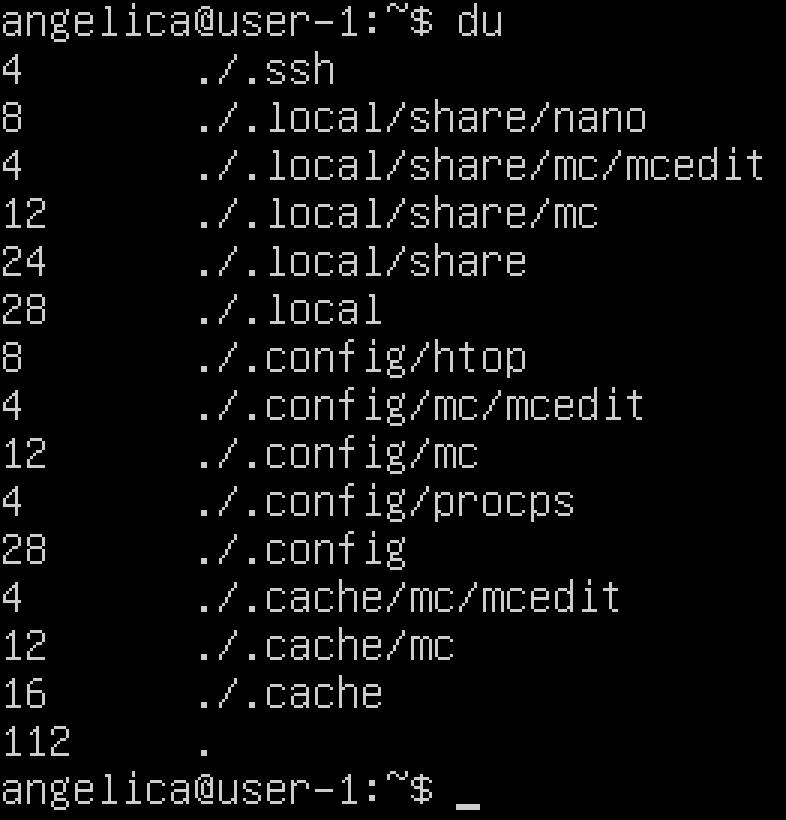 angelica@user-1:~$ du
4 ./.ssh
8 ./.local/share/nano
4 ./.local/share/mc/mcedit
12 ./.local/share/mc
24 ./.local/share
28 ./.local
8 ./.config/htop
4 ./.config/mc/mcedit
12 ./.config/mc
4 ./.config/procps
28 ./.config
4 ./.cache/mc/mcedit
12 ./.cache/mc
16 ./.cache
112 .
angelica@user-1:~$ _